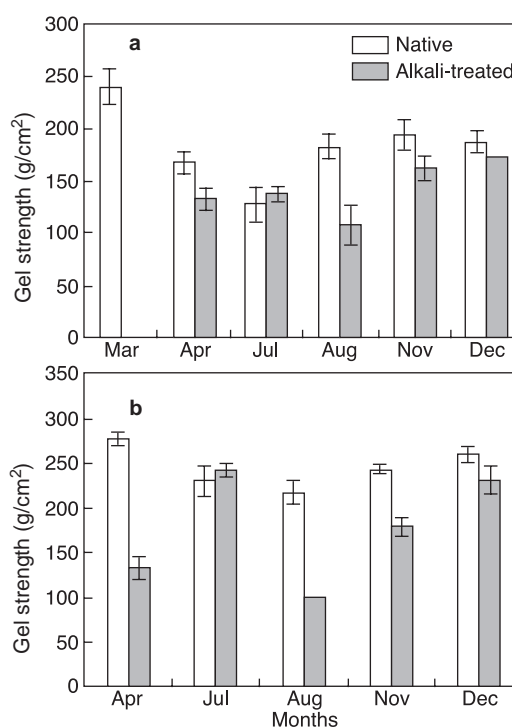 300
a
Native
Alkali-treated
250
200
150
100
50
0
Gel strength (g/cm²)
Mar Apr Jul Aug Nov Dec
350
b
300
250
200
150
100
50
0
Gel strength (g/cm²)
Apr Jul Aug Nov Dec
Months